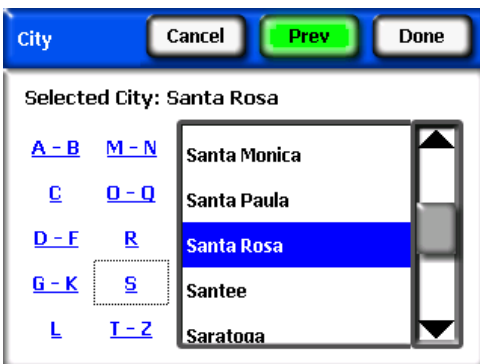 City Cancel Prev Done
Selected City: Santa Rosa
A - B M - N
C O - Q
D - F R
G - K S
L T - Z
Santa Monica
Santa Paula
Santa Rosa
Santee
Saratoga